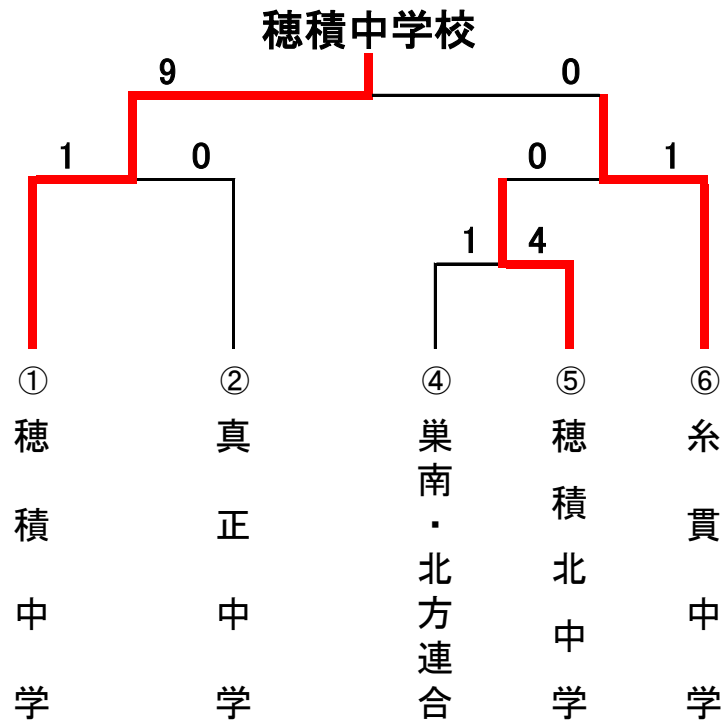 穂積中学校
9 0
1 0 0 1
1 4
① ② ④ ⑤ ⑥
穂積中学
真正中学
巣南・北方連合
穂積北中学
糸貫中学